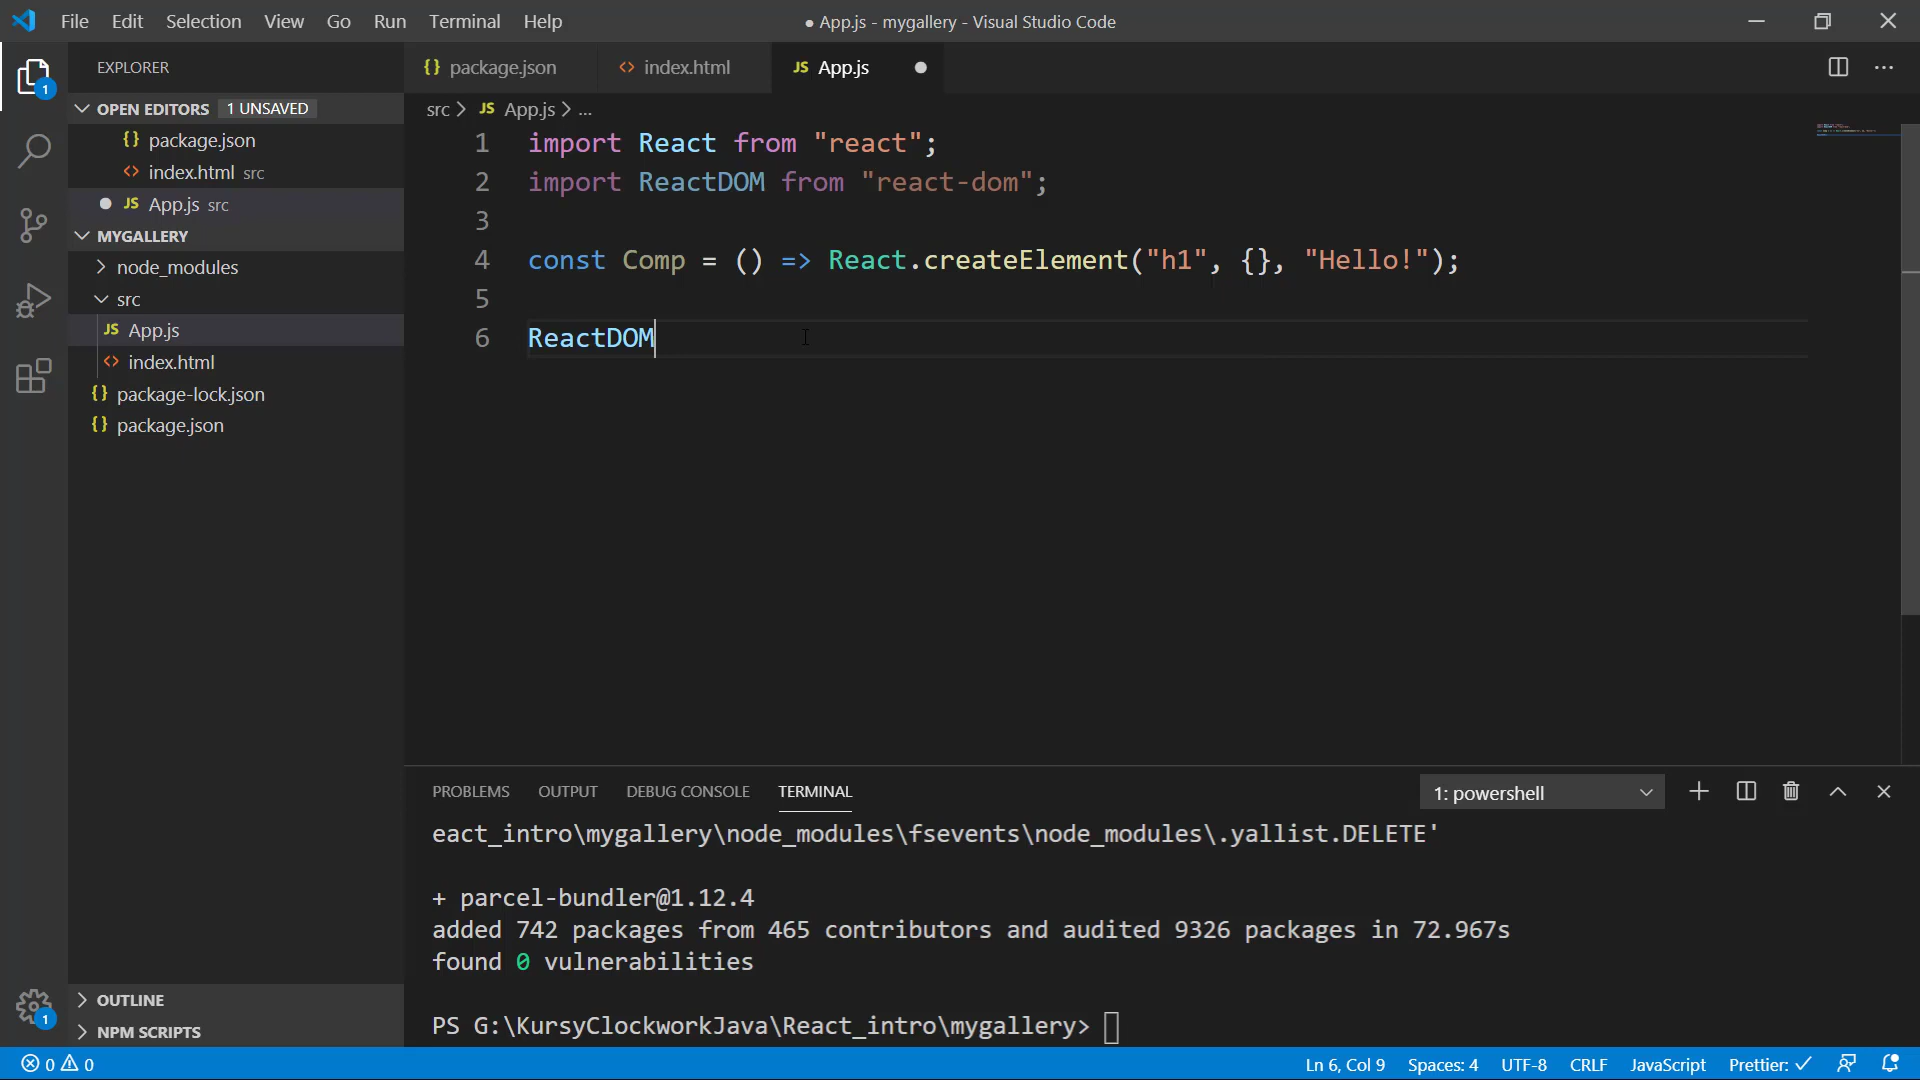 File Edit Selection View Go Run Terminal Help ● App.js - mygallery - Visual Studio Code
EXPLORER
{} package.json <> index.html JS App.js ●
OPEN EDITORS 1 UNSAVED
src > JS App.js > ...
{} package.json
<> index.html src
● JS App.js src
MYGALLERY
node_modules
src
JS App.js
<> index.html
{} package-lock.json
{} package.json
1 import React from "react";
2 import ReactDOM from "react-dom";
3
4 const Comp = () => React.createElement("h1", {}, "Hello!");
5
6 ReactDOM
PROBLEMS OUTPUT DEBUG CONSOLE TERMINAL 1: powershell
eact_intro\mygallery\node_modules\fsevents\node_modules\.yallist.DELETE'
+ parcel-bundler@1.12.4
added 742 packages from 465 contributors and audited 9326 packages in 72.967s
found 0 vulnerabilities
PS G:\KursyClockworkJava\React_intro\mygallery>
1
1
OUTLINE
NPM SCRIPTS
0 0 Ln 6, Col 9 Spaces: 4 UTF-8 CRLF JavaScript Prettier: ✓